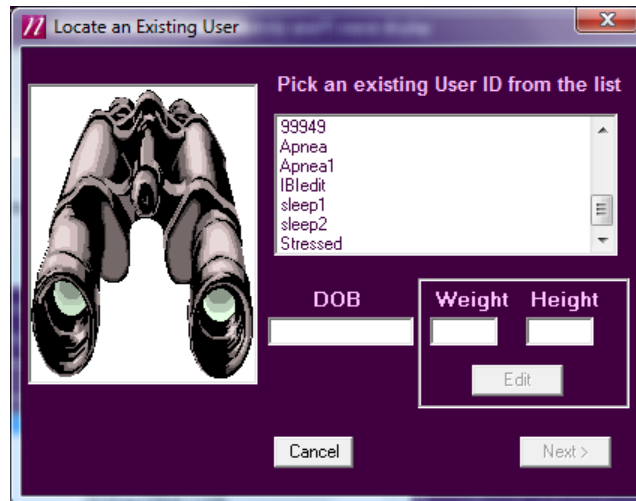 Locate an Existing User
Pick an existing User ID from the list
99949
Apnea
Apnea1
IBIedit
sleep1
sleep2
Stressed
DOB
Weight Height
Edit
Cancel
Next >